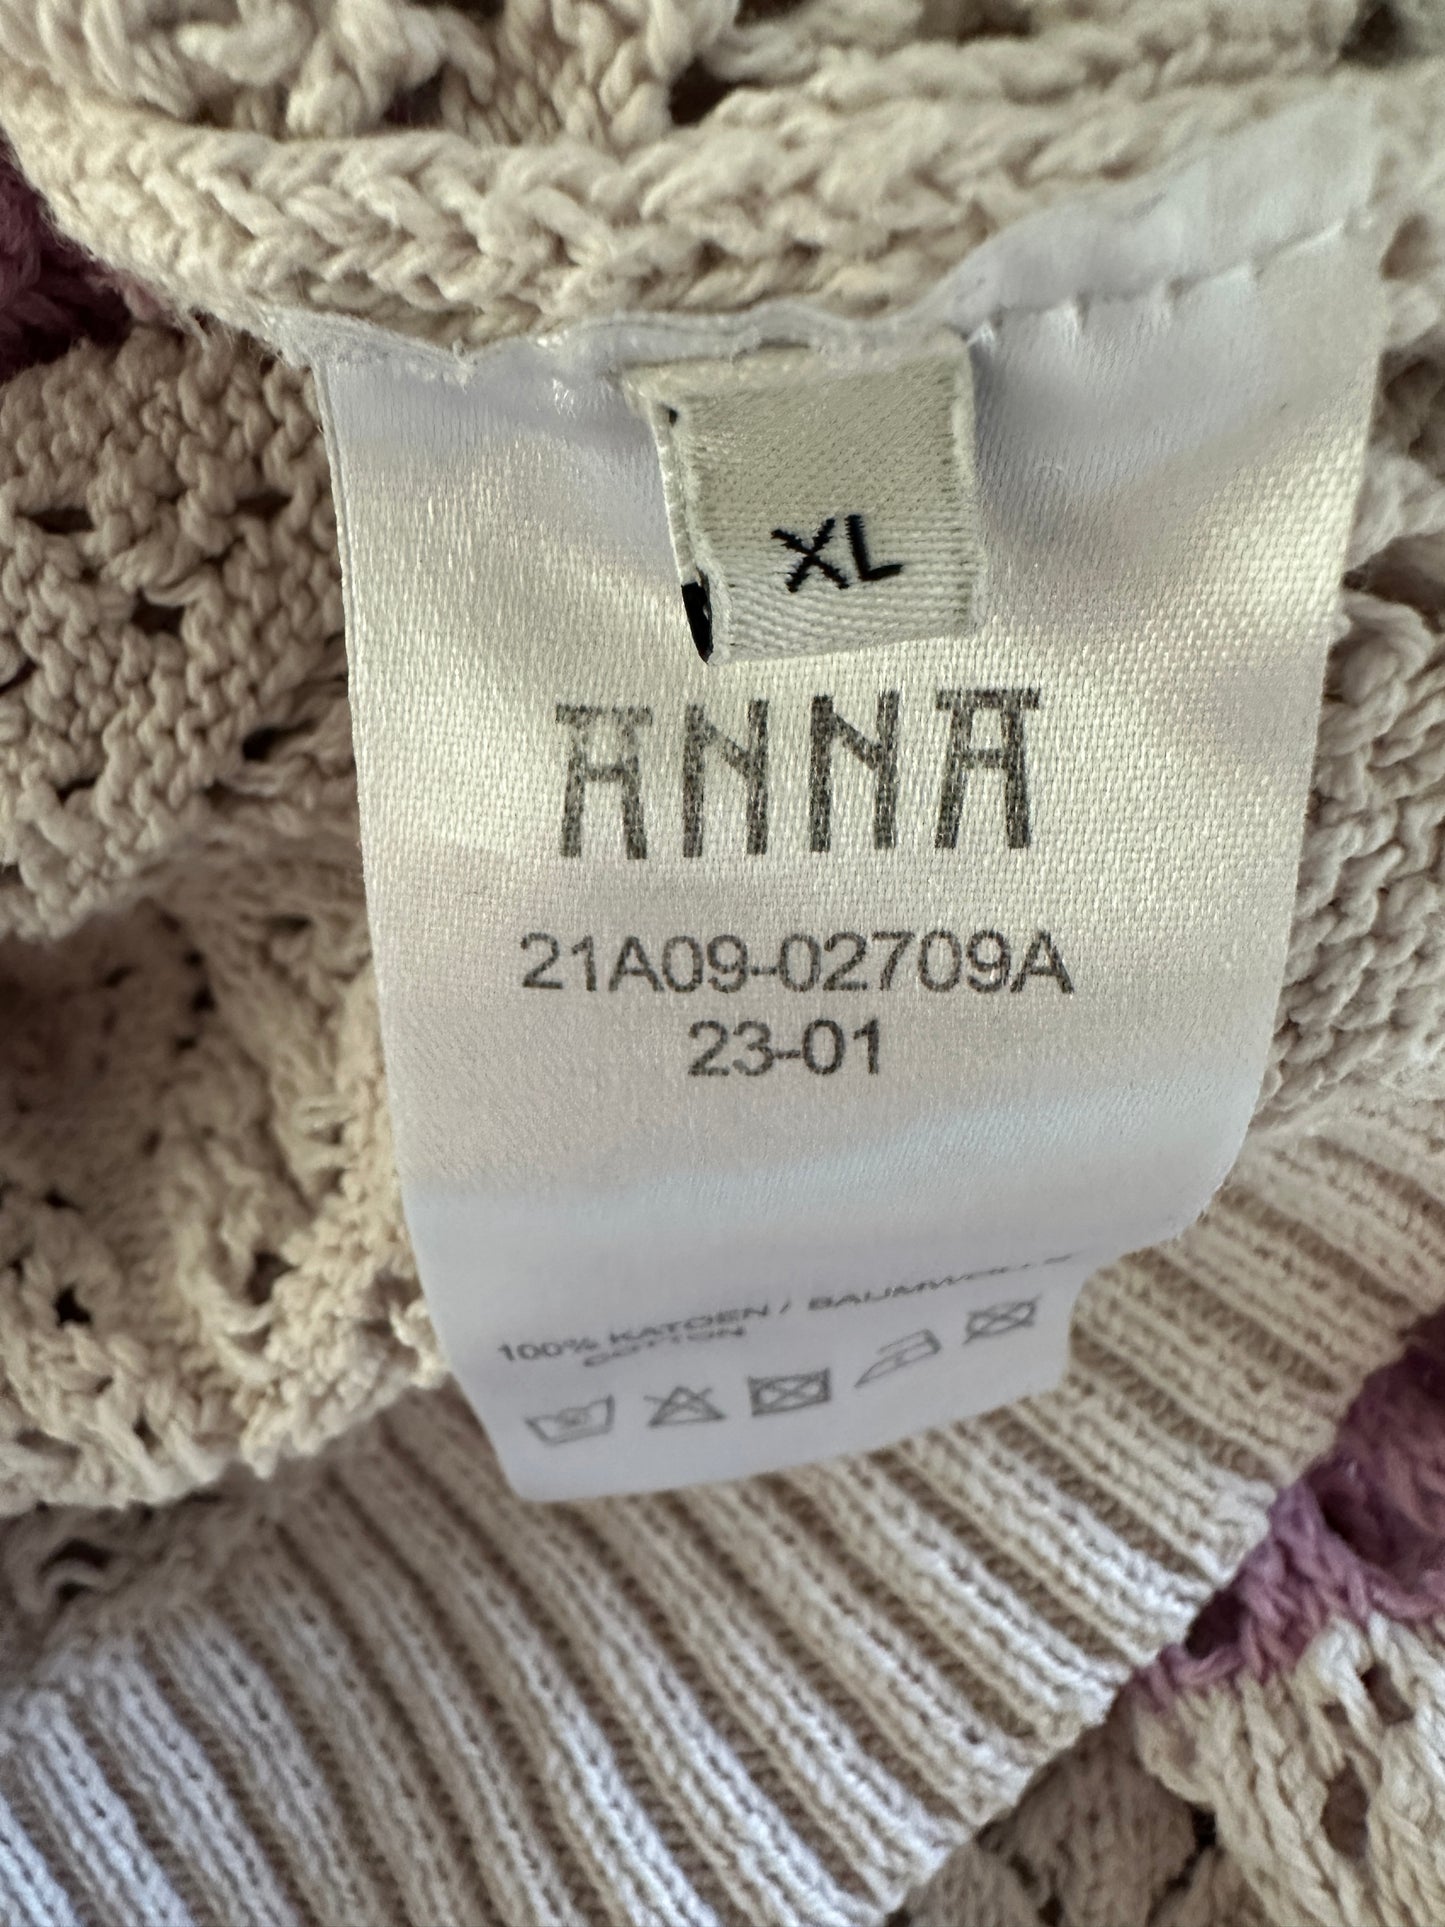 XL
ANNA
21A09-02709A
23-01
100% KATOEN / BAUMWOLLE
COTTON